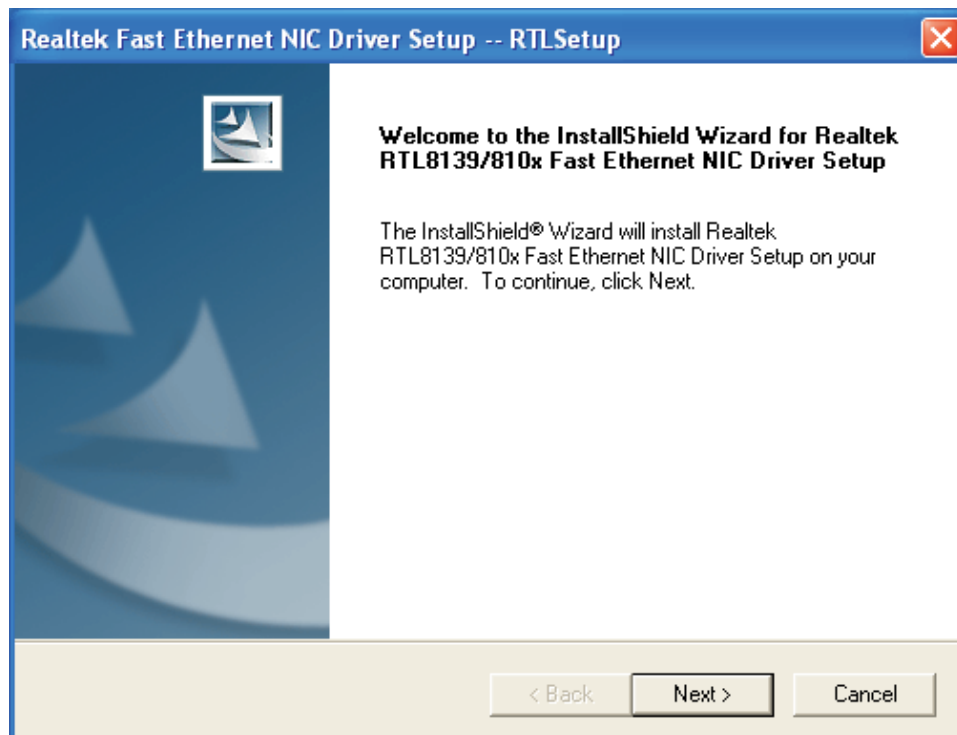 Realtek Fast Ethernet NIC Driver Setup -- RTLSetup
Welcome to the InstallShield Wizard for Realtek
RTL8139/810x Fast Ethernet NIC Driver Setup
The InstallShield® Wizard will install Realtek
RTL8139/810x Fast Ethernet NIC Driver Setup on your
computer.  To continue, click Next.
< Back
Next >
Cancel